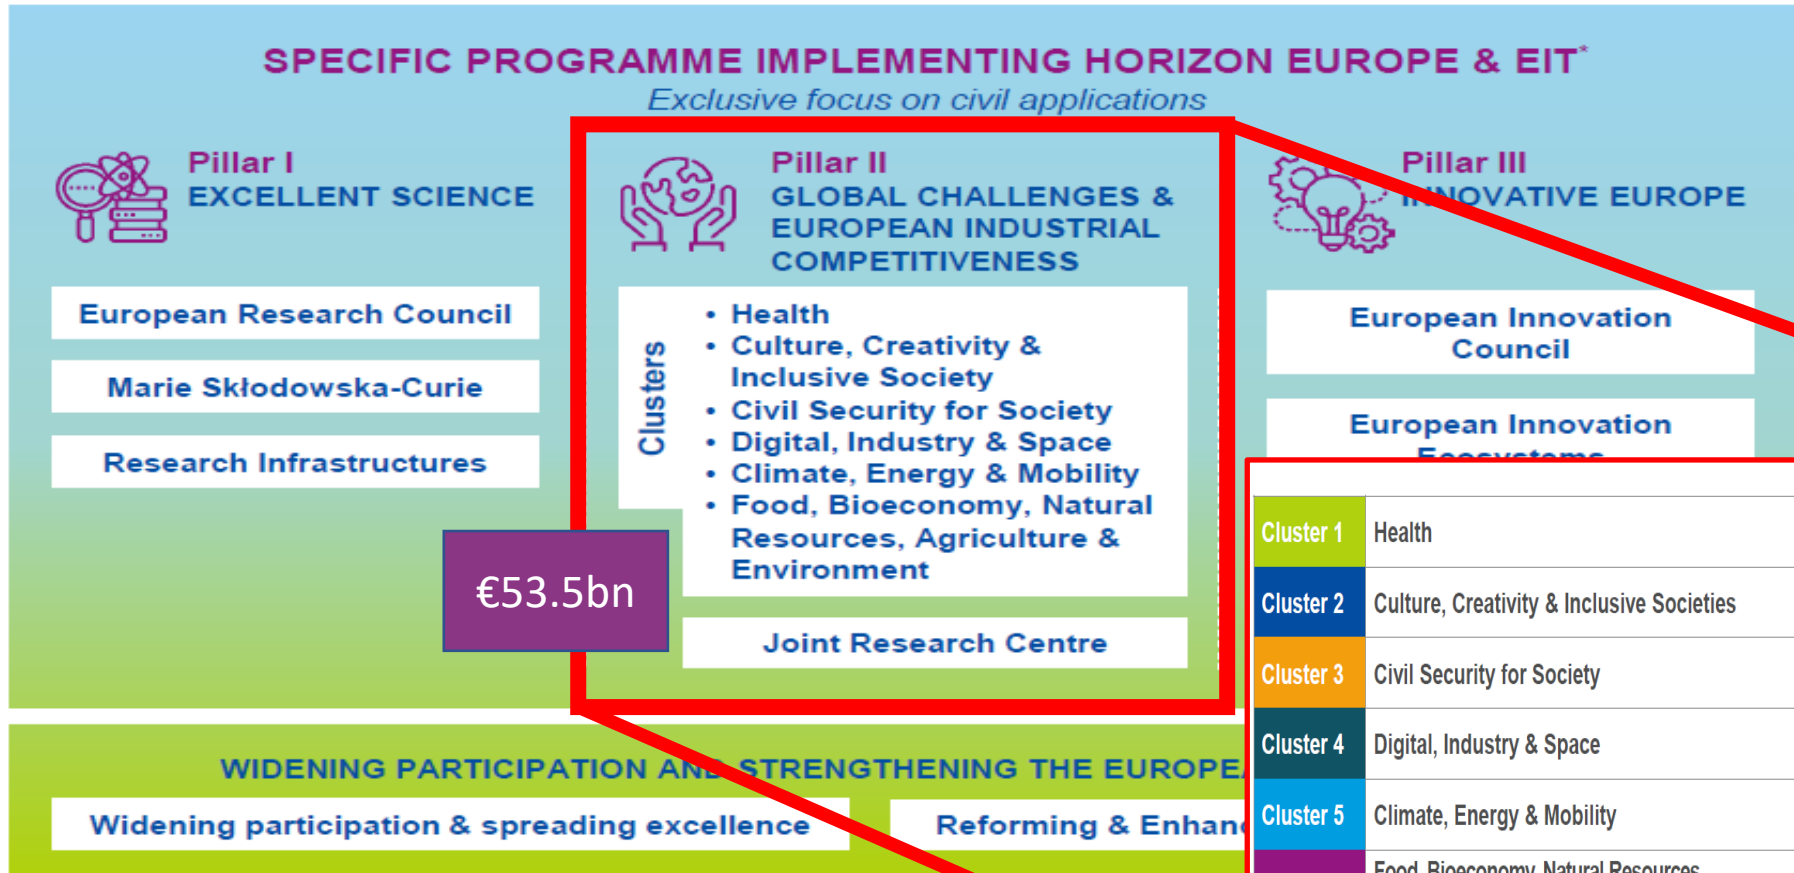 SPECIFIC PROGRAMME IMPLEMENTING HORIZON EUROPE & EIT*
Exclusive focus on civil applications
Pillar I
EXCELLENT SCIENCE
European Research Council
Marie Skłodowska-Curie
Research Infrastructures
Pillar II
GLOBAL CHALLENGES &
EUROPEAN INDUSTRIAL
COMPETITIVENESS
Clusters
• Health
• Culture, Creativity &
Inclusive Society
• Civil Security for Society
• Digital, Industry & Space
• Climate, Energy & Mobility
• Food, Bioeconomy, Natural
Resources, Agriculture &
Environment
Joint Research Centre
€53.5bn
Pillar III
INNOVATIVE EUROPE
European Innovation
Council
European Innovation
Ecosystems
Cluster 1 Health
Cluster 2 Culture, Creativity & Inclusive Societies
Cluster 3 Civil Security for Society
Cluster 4 Digital, Industry & Space
Cluster 5 Climate, Energy & Mobility
Food, Bioeconomy, Natural Resources
WIDENING PARTICIPATION AND STRENGTHENING THE
Widening participation & spreading excellence
Reforming &